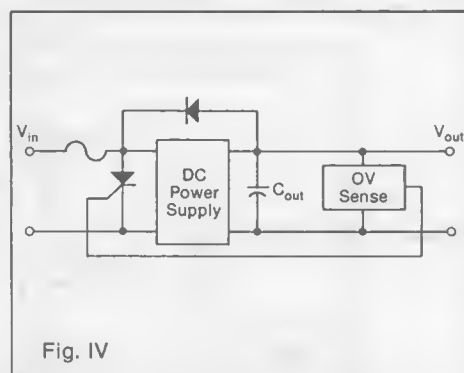 V_in
V_out
DC
Power
Supply
C_out
OV
Sense
Fig. IV